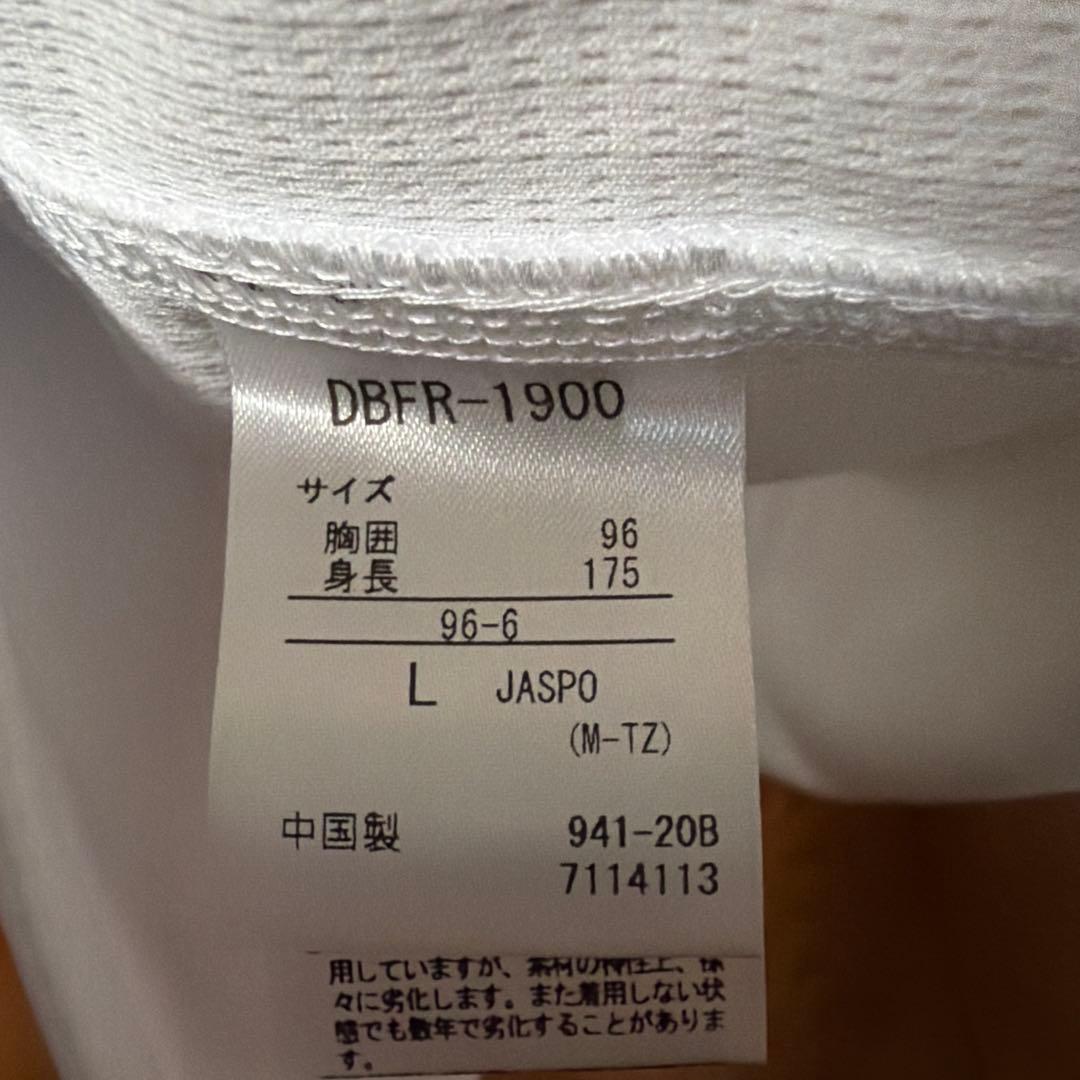 DBFR-1900
サイズ
胸囲 96
身長 175
96-6
L JASPO
(M-TZ)
中国製 941-20B
7114113
用していますが、素材の特性上、徐
々に劣化します。また着用しない状
態でも数年で劣化することがありま
す。